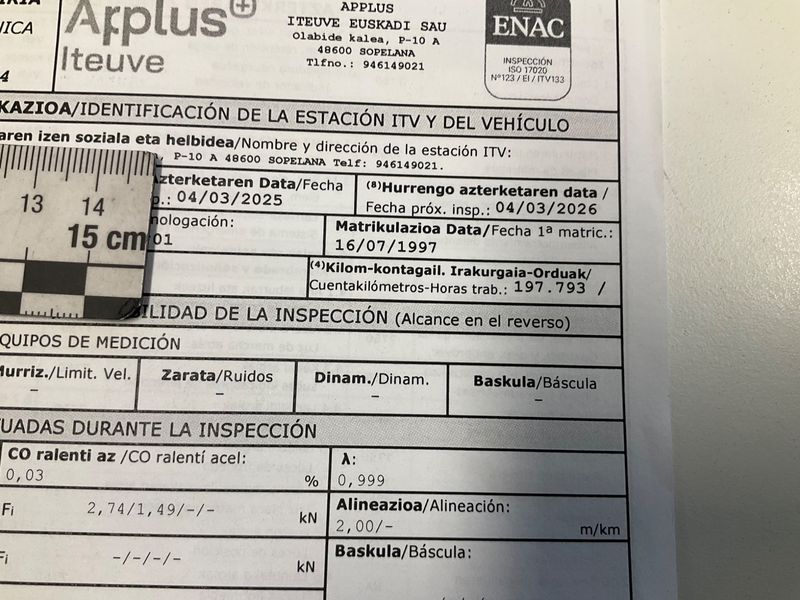 NICA
4
Applus+
Iteuve
APPLUS
ITEUVE EUSKADI SAU
Olabide kalea, P-10 A
48600 SOPELANA
Tlfno.: 946149021
ENAC
INSPECCIÓN
ISO 17020
Nº123 / EI / ITV133
KAZIOA/IDENTIFICACIÓN DE LA ESTACIÓN ITV Y DEL VEHÍCULO
aren izen soziala eta helbidea/Nombre y dirección de la estación ITV:
P-10 A 48600 SOPELANA Telf: 946149021.
zterketaren Data/Fecha
p.: 04/03/2025
(8)Hurrengo azterketaren data /
Fecha próx. insp.: 04/03/2026
13 14
15 cm
nologación:
01
Matrikulazioa Data/Fecha 1ª matric.:
16/07/1997
(4)Kilom-kontagail. Irakurgaia-Orduak/
Cuentakilómetros-Horas trab.: 197.793 /
ILIDAD DE LA INSPECCIÓN (Alcance en el reverso)
QUIPOS DE MEDICIÓN
Murriz./Limit. Vel.
–
Zarata/Ruidos
–
Dinam./Dinam.
–
Baskula/Báscula
–
UADAS DURANTE LA INSPECCIÓN
CO ralenti az /CO ralentí acel:
0,03 %
λ:
0,999
Fi 2,74/1,49/-/- kN
Alineazioa/Alineación:
2,00/- m/km
Fi -/-/-/- kN
Baskula/Báscula: